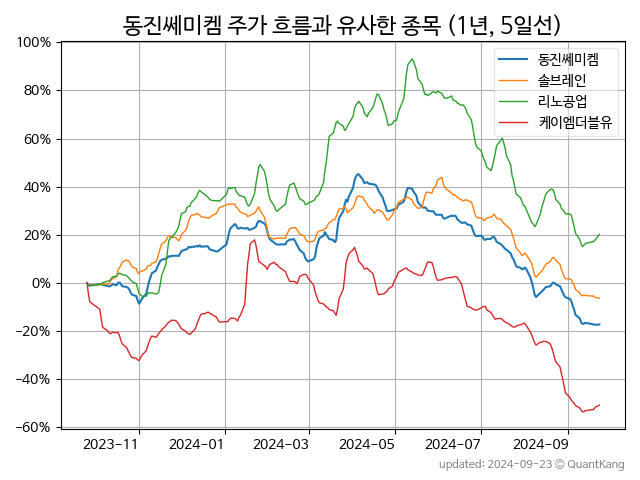 동진쎄미켐 주가 흐름과 유사한 종목 (1년, 5일선)
100%
80%
60%
40%
20%
0%
−20%
−40%
−60%
동진쎄미켐
솔브레인
리노공업
케이엠더블유
2023-11 2024-01 2024-03 2024-05 2024-07 2024-09
updated: 2024-09-23 © QuantKang